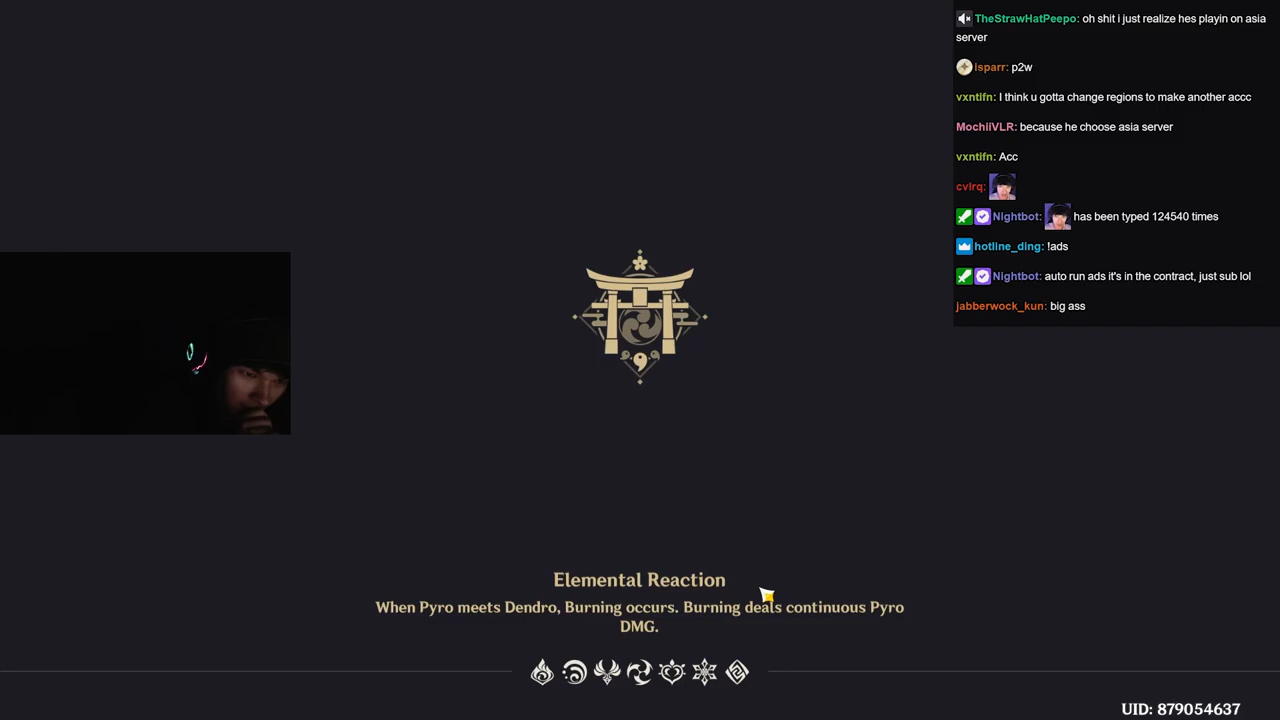 TheStrawHatPeepo: oh shit i just realize hes playin on asia
server
isparr: p2w
vxntifn: I think u gotta change regions to make another accc
MochiiVLR: because he choose asia server
vxntifn: Acc
cvlrq:
Nightbot: has been typed 124540 times
hotline_ding: !ads
Nightbot: auto run ads it's in the contract, just sub lol
jabberwock_kun: big ass
Elemental Reaction
When Pyro meets Dendro, Burning occurs. Burning deals continuous Pyro
DMG.
UID: 879054637